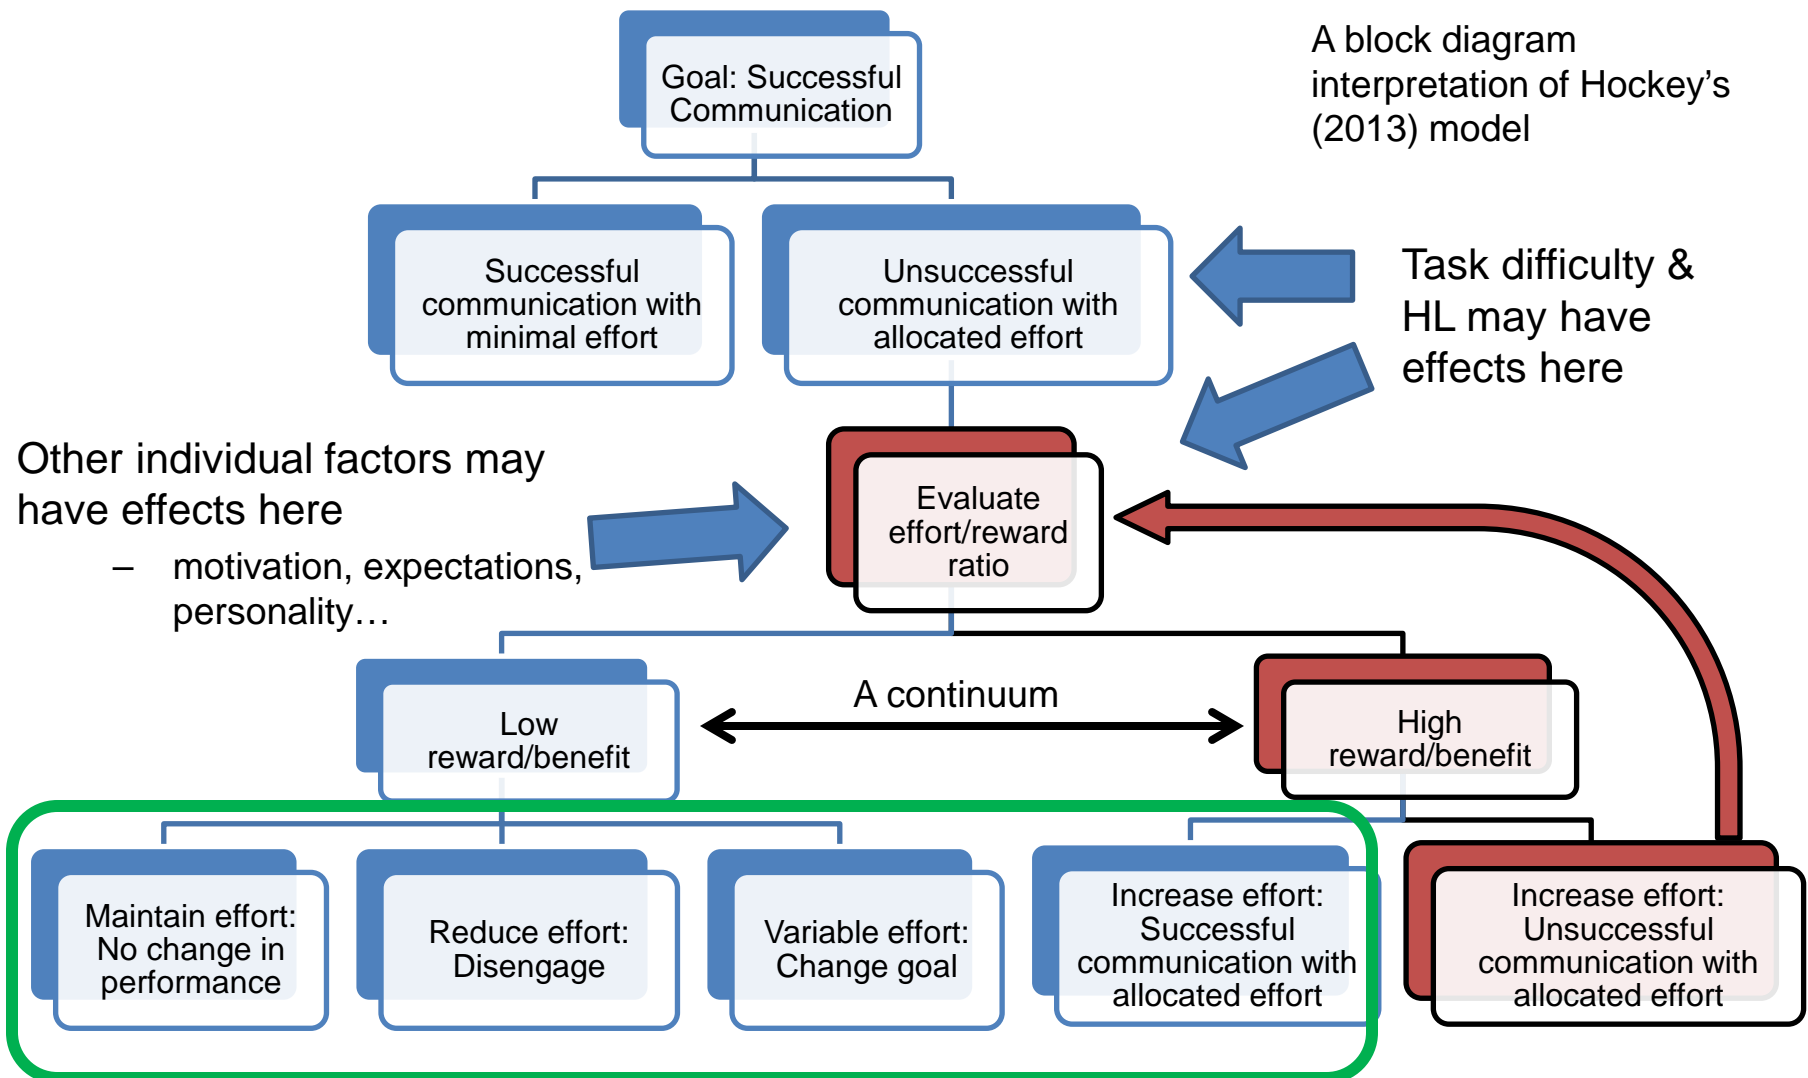 Goal: Successful
Communication
A block diagram
interpretation of Hockey’s
(2013) model
Successful
communication with
minimal effort
Unsuccessful
communication with
allocated effort
Task difficulty &
HL may have
effects here
Other individual factors may
have effects here
– motivation, expectations,
personality…
Evaluate
effort/reward
ratio
Low
reward/benefit
A continuum
High
reward/benefit
Maintain effort:
No change in
performance
Reduce effort:
Disengage
Variable effort:
Change goal
Increase effort:
Successful
communication with
allocated effort
Increase effort:
Unsuccessful
communication with
allocated effort